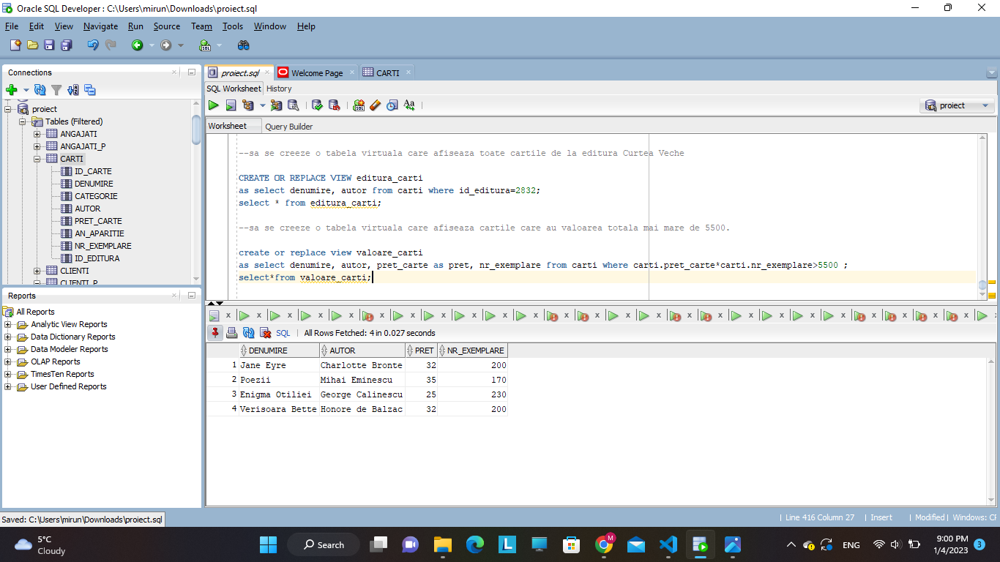 Oracle SQL Developer : C:\Users\mirun\Downloads\proiect.sql
File Edit View Navigate Run Source Team Tools Window Help
Connections
proiect.sql Welcome Page CARTI
SQL Worksheet History
proiect
Worksheet Query Builder
proiect
Tables (Filtered)
ANGAJATI
ANGAJATI_P
CARTI
ID_CARTE
DENUMIRE
CATEGORIE
AUTOR
PRET_CARTE
AN_APARITIE
NR_EXEMPLARE
ID_EDITURA
CLIENTI
CLIENTI_P
--sa se creeze o tabela virtuala care afiseaza toate cartile de la editura Curtea Veche
CREATE OR REPLACE VIEW editura_carti
as select denumire, autor from carti where id_editura=2832;
select * from editura_carti;
--sa se creeze o tabela virtuala care afiseaza cartile care au valoarea totala mai mare de 5500.
create or replace view valoare_carti
as select denumire, autor, pret_carte as pret, nr_exemplare from carti where carti.pret_carte*carti.nr_exemplare>5500 ;
select*from valoare_carti;
Reports
All Reports
Analytic View Reports
Data Dictionary Reports
Data Modeler Reports
OLAP Reports
TimesTen Reports
User Defined Reports
SQL | All Rows Fetched: 4 in 0.027 seconds
DENUMIRE AUTOR PRET NR_EXEMPLARE
1 Jane Eyre Charlotte Bronte 32 200
2 Poezii Mihai Eminescu 35 170
3 Enigma Otiliei George Calinescu 25 230
4 Verisoara Bette Honore de Balzac 32 200
Saved: C:\Users\mirun\Downloads\proiect.sql
| Line 416 Column 27 | Insert | Modified | Windows:
5°C
Cloudy
Search
ENG
9:00 PM
1/4/2023
3